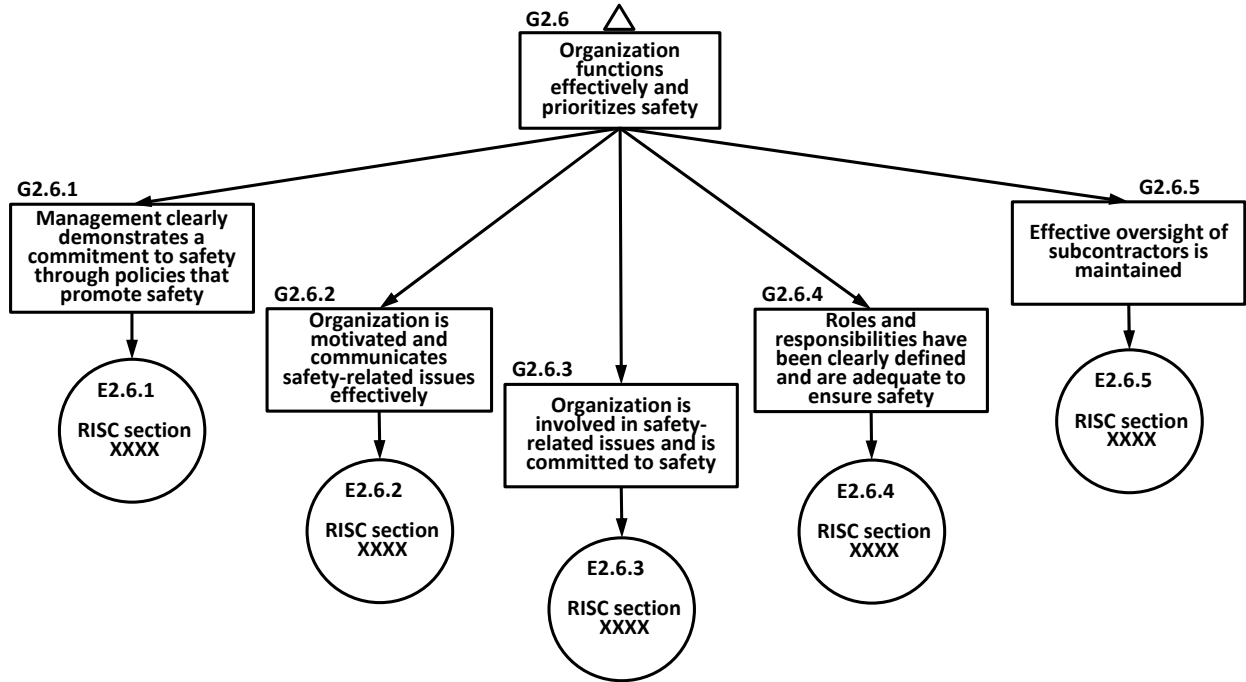 G2.6
Organization
functions
effectively and
prioritizes safety
G2.6.1
Management clearly
demonstrates a
commitment to safety
through policies that
promote safety
E2.6.1
RISC section
XXXX
G2.6.2
Organization is
motivated and
communicates
safety-related issues
effectively
E2.6.2
RISC section
XXXX
G2.6.3
Organization is
involved in safety-
related issues and is
committed to safety
E2.6.3
RISC section
XXXX
G2.6.4
Roles and
responsibilities have
been clearly defined
and are adequate to
ensure safety
E2.6.4
RISC section
XXXX
G2.6.5
Effective oversight of
subcontractors is
maintained
E2.6.5
RISC section
XXXX